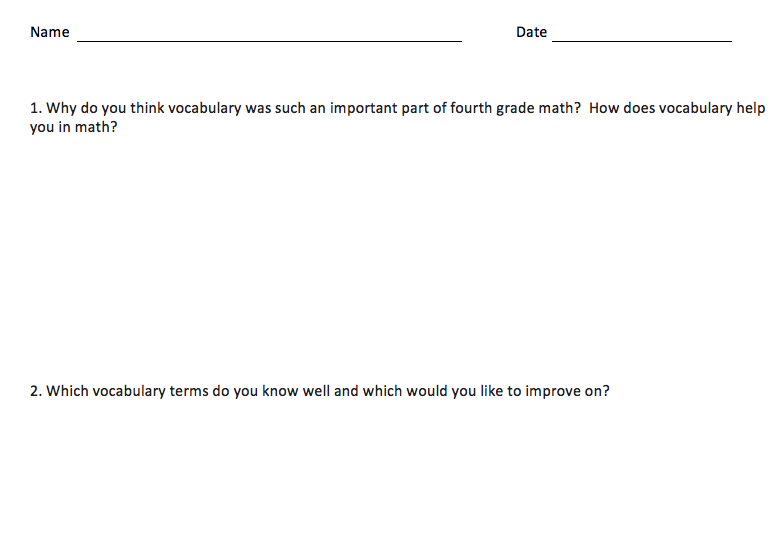 Name Date
1. Why do you think vocabulary was such an important part of fourth grade math? How does vocabulary help
you in math?
2. Which vocabulary terms do you know well and which would you like to improve on?